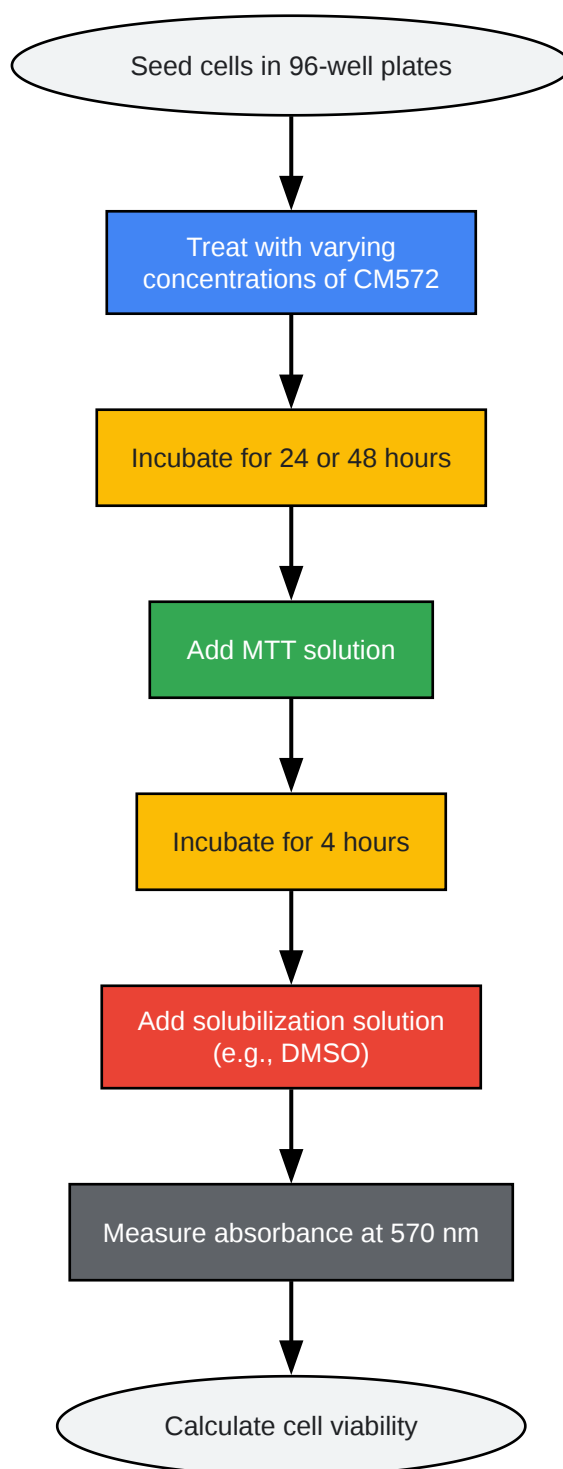 Seed cells in 96-well plates
Treat with varying
concentrations of CM572
Incubate for 24 or 48 hours
Add MTT solution
Incubate for 4 hours
Add solubilization solution
(e.g., DMSO)
Measure absorbance at 570 nm
Calculate cell viability